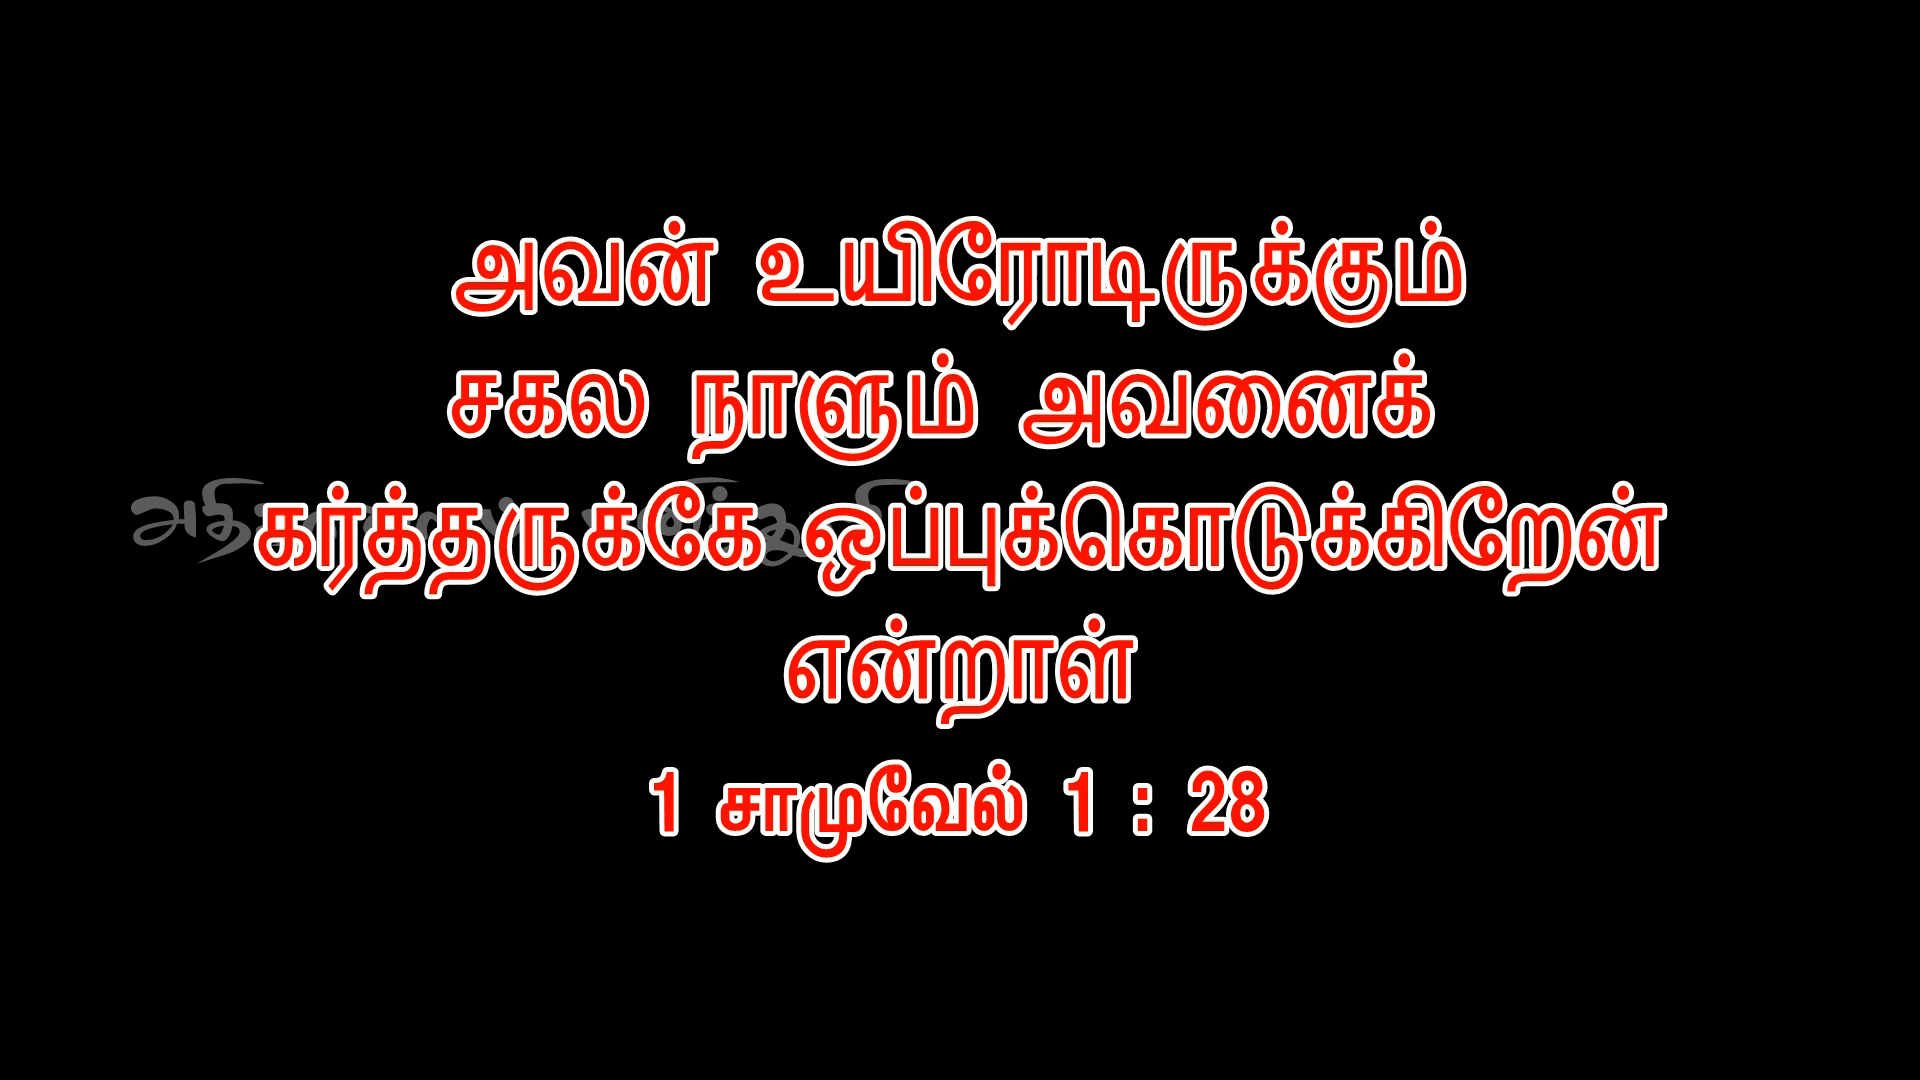 அவன் உயிரோடிருக்கும்
சகல நாளும் அவனைக்
கர்த்தருக்கே ஒப்புக்கொடுக்கிறேன்
என்றாள்
1 சாமுவேல் 1 : 28